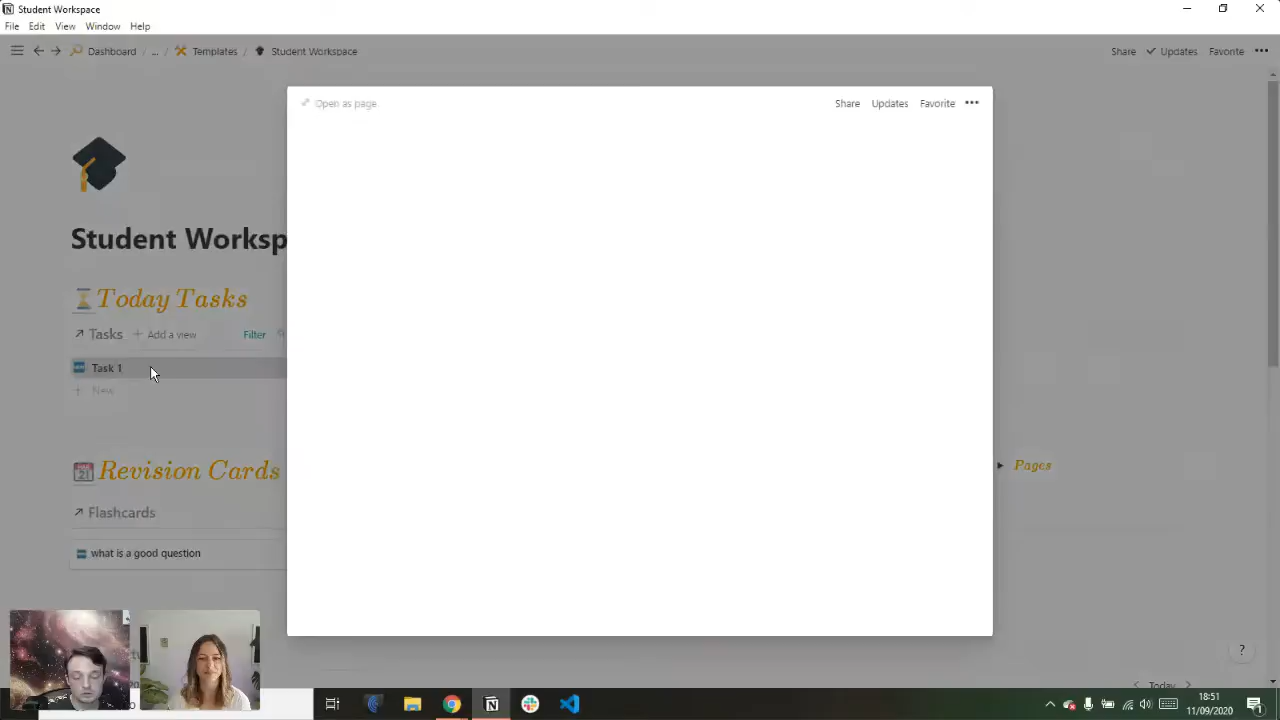 Student Workspace
File Edit View Window Help
Dashboard / ... / Templates / Student Workspace
Share Updates Favorite •••
Open as page
Share Updates Favorite •••
Student Worksp
Today Tasks
Tasks + Add a view Filter
Task 1
+ New
Revision Cards
Pages
Flashcards
what is a good question
?
Today
18:51
11/09/2020